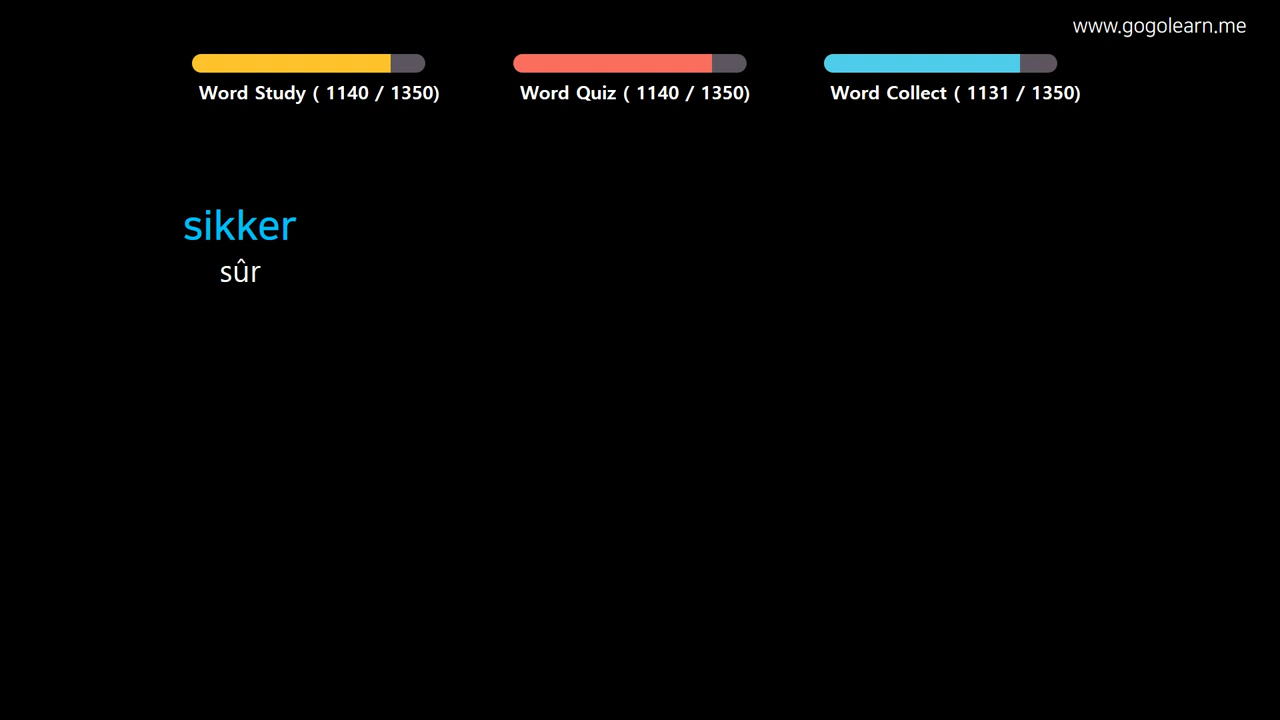 www.gogolearn.me
Word Study ( 1140 / 1350)
Word Quiz ( 1140 / 1350)
Word Collect ( 1131 / 1350)
sikker
sûr